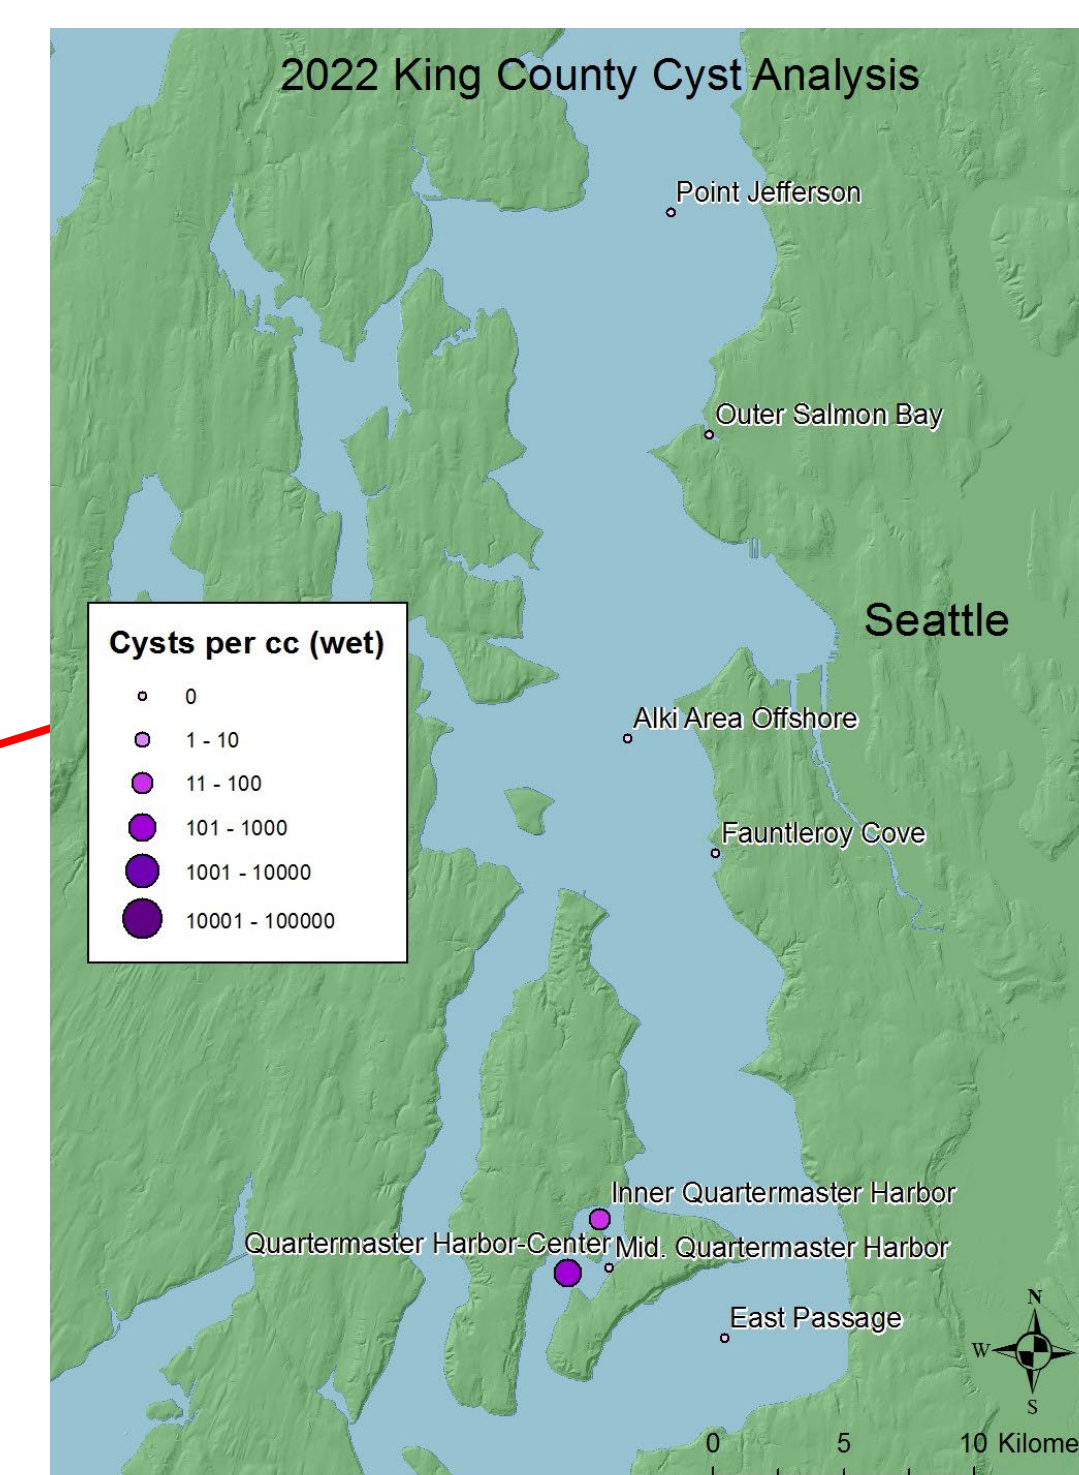 2022 King County Cyst Analysis
Point Jefferson
Outer Salmon Bay
Seattle
Cysts per cc (wet)
0
1 - 10
11 - 100
101 - 1000
1001 - 10000
10001 - 100000
Alki Area Offshore
Fauntleroy Cove
Inner Quartermaster Harbor
Quartermaster Harbor-Center
Mid. Quartermaster Harbor
East Passage
N
W
S
0 5 10 Kilome